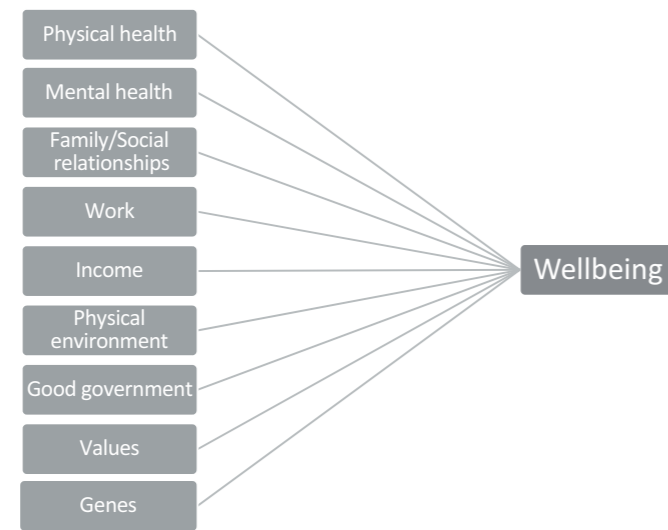 Physical health
Mental health
Family/Social
relationships
Work
Income
Physical
environment
Good government
Values
Genes
Wellbeing